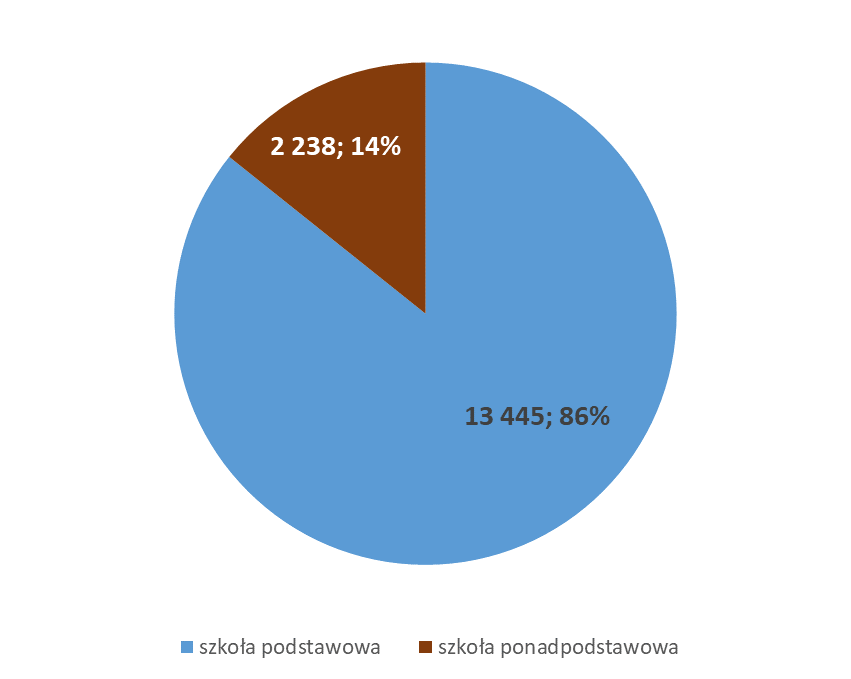 2 238; 14%
13 445; 86%
szkoła podstawowa
szkoła ponadpodstawowa